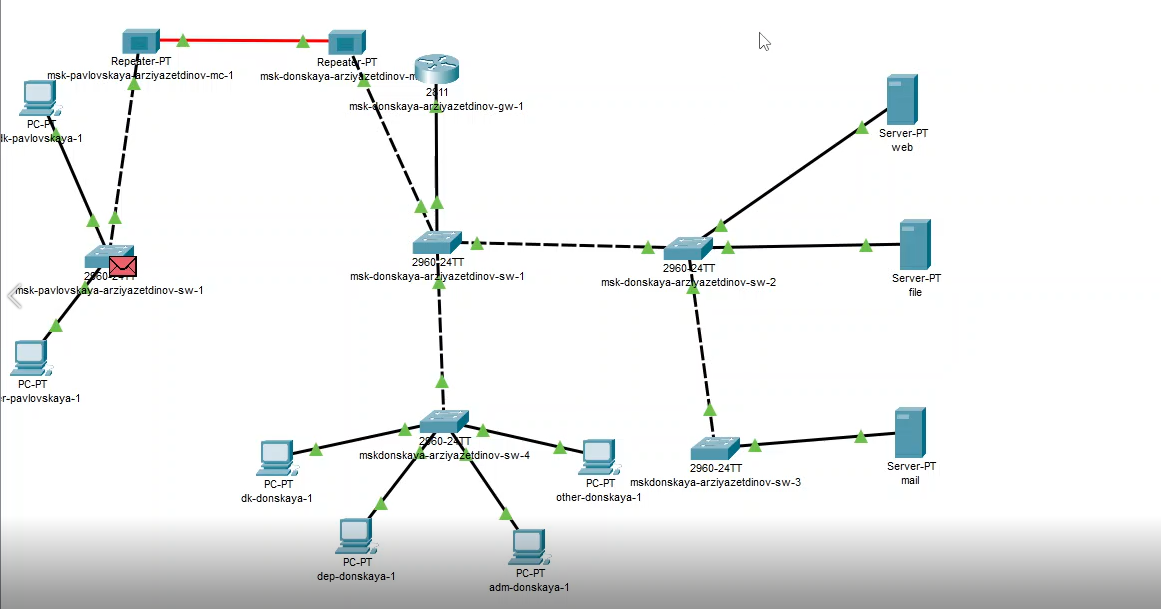 Repeater-PT
msk-pavlovskaya-arziyazetdinov-mc-1
Repeater-PT
msk-donskaya-arziyazetdinov-m
2811
msk-donskaya-arziyazetdinov-gw-1
PC-PT
dk-pavlovskaya-1
Server-PT
web
2960-24TT
msk-pavlovskaya-arziyazetdinov-sw-1
2960-24TT
msk-donskaya-arziyazetdinov-sw-1
2960-24TT
msk-donskaya-arziyazetdinov-sw-2
Server-PT
file
PC-PT
r-pavlovskaya-1
2960-24TT
mskdonskaya-arziyazetdinov-sw-4
2960-24TT
mskdonskaya-arziyazetdinov-sw-3
Server-PT
mail
PC-PT
dk-donskaya-1
PC-PT
other-donskaya-1
PC-PT
dep-donskaya-1
PC-PT
adm-donskaya-1